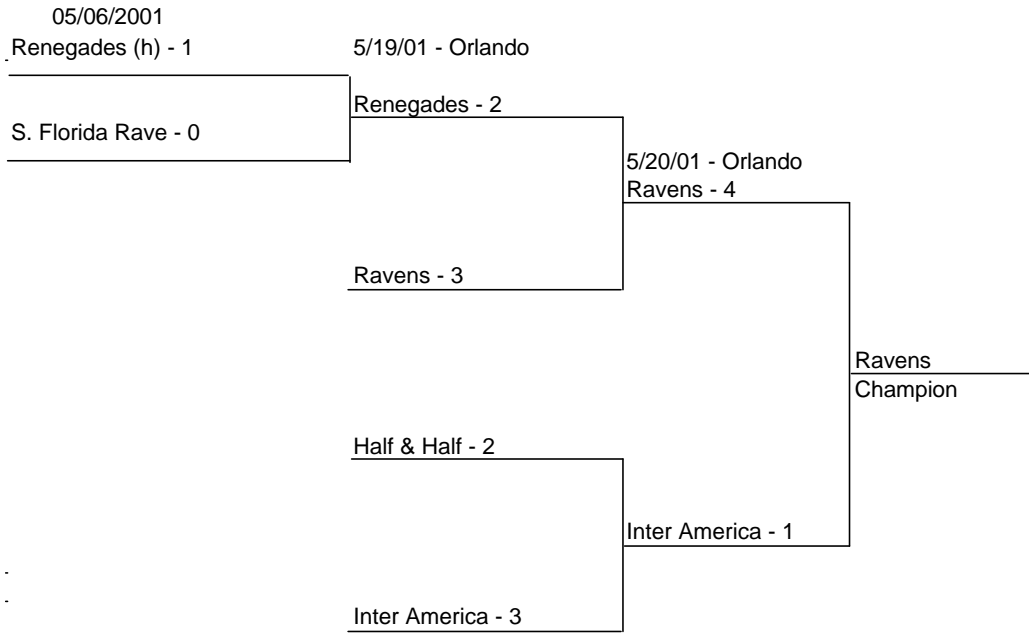 05/06/2001
Renegades (h) - 1
5/19/01 - Orlando
Renegades - 2
S. Florida Rave - 0
5/20/01 - Orlando
Ravens - 4
Ravens - 3
Ravens
Champion
Half & Half - 2
Inter America - 1
Inter America - 3